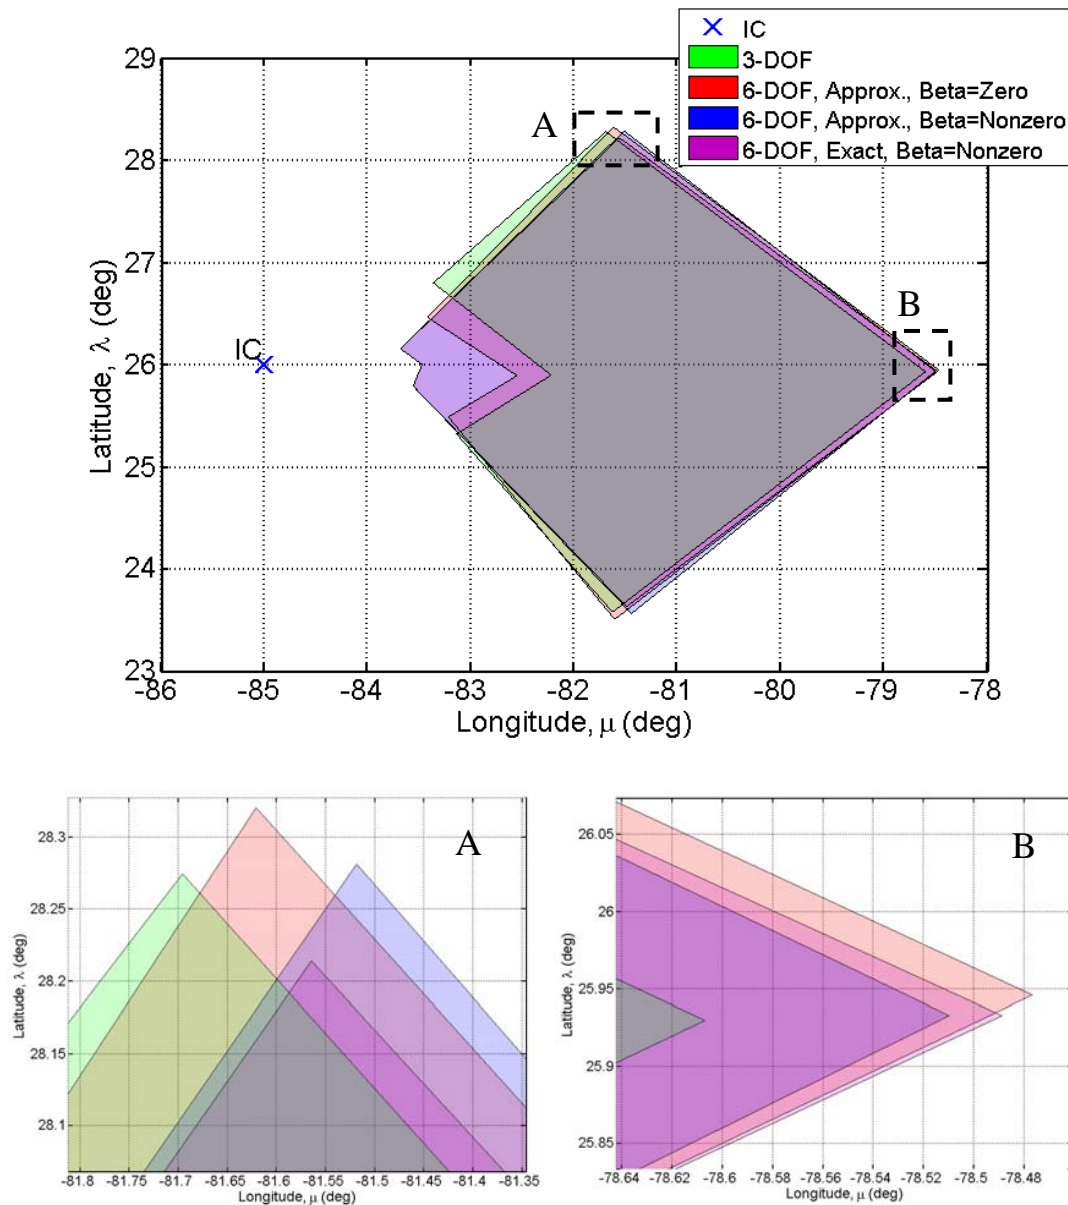 IC
3-DOF
6-DOF, Approx., Beta=Zero
6-DOF, Approx., Beta=Nonzero
6-DOF, Exact, Beta=Nonzero
A
B
IC
29
28
27
26
25
24
23
Latitude, λ (deg)
-86 -85 -84 -83 -82 -81 -80 -79 -78
Longitude, μ (deg)
A
28.3
28.25
28.2
28.15
28.1
Latitude, λ (deg)
-81.8 -81.75 -81.7 -81.65 -81.6 -81.55 -81.5 -81.45 -81.4 -81.35
Longitude, μ (deg)
B
26.05
26
25.95
25.9
25.85
Latitude, λ (deg)
-78.64 -78.62 -78.6 -78.58 -78.56 -78.54 -78.52 -78.5 -78.48 -78.46
Longitude, μ (deg)